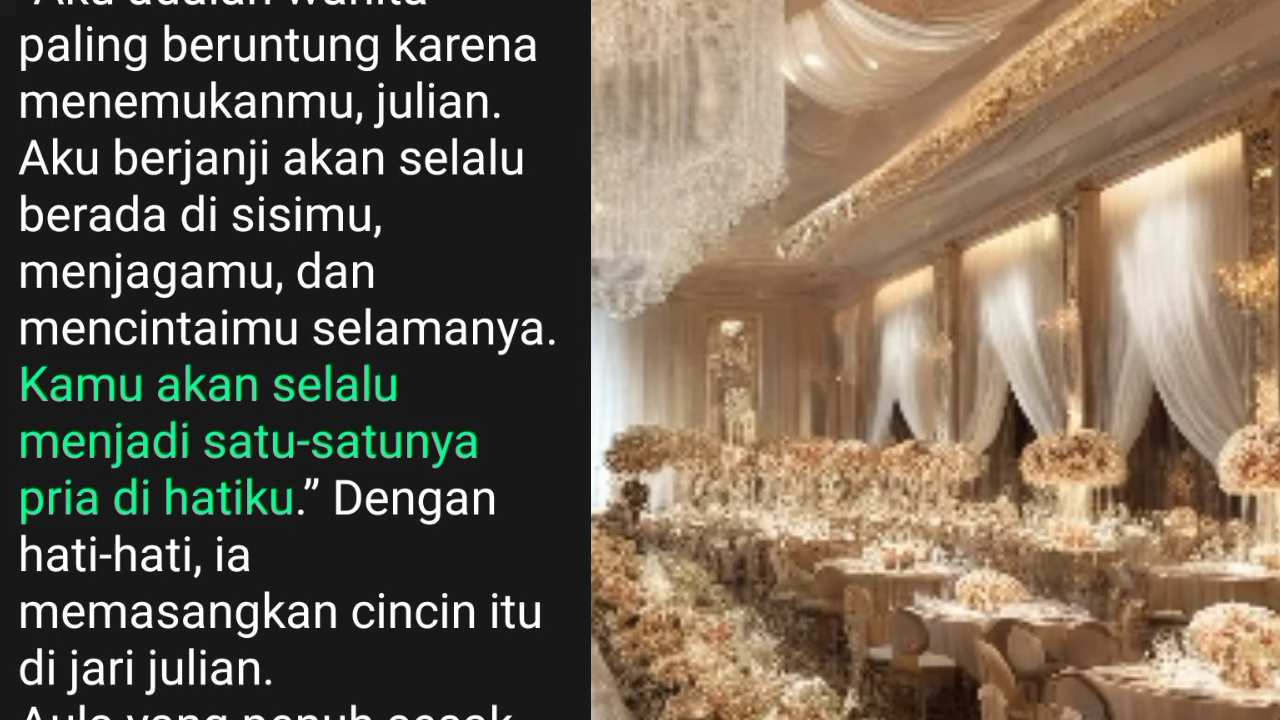 paling beruntung karena
menemukanmu, julian.
Aku berjanji akan selalu
berada di sisimu,
menjagamu, dan
mencintaimu selamanya.
Kamu akan selalu
menjadi satu-satunya
pria di hatiku.” Dengan
hati-hati, ia
memasangkan cincin itu
di jari julian.